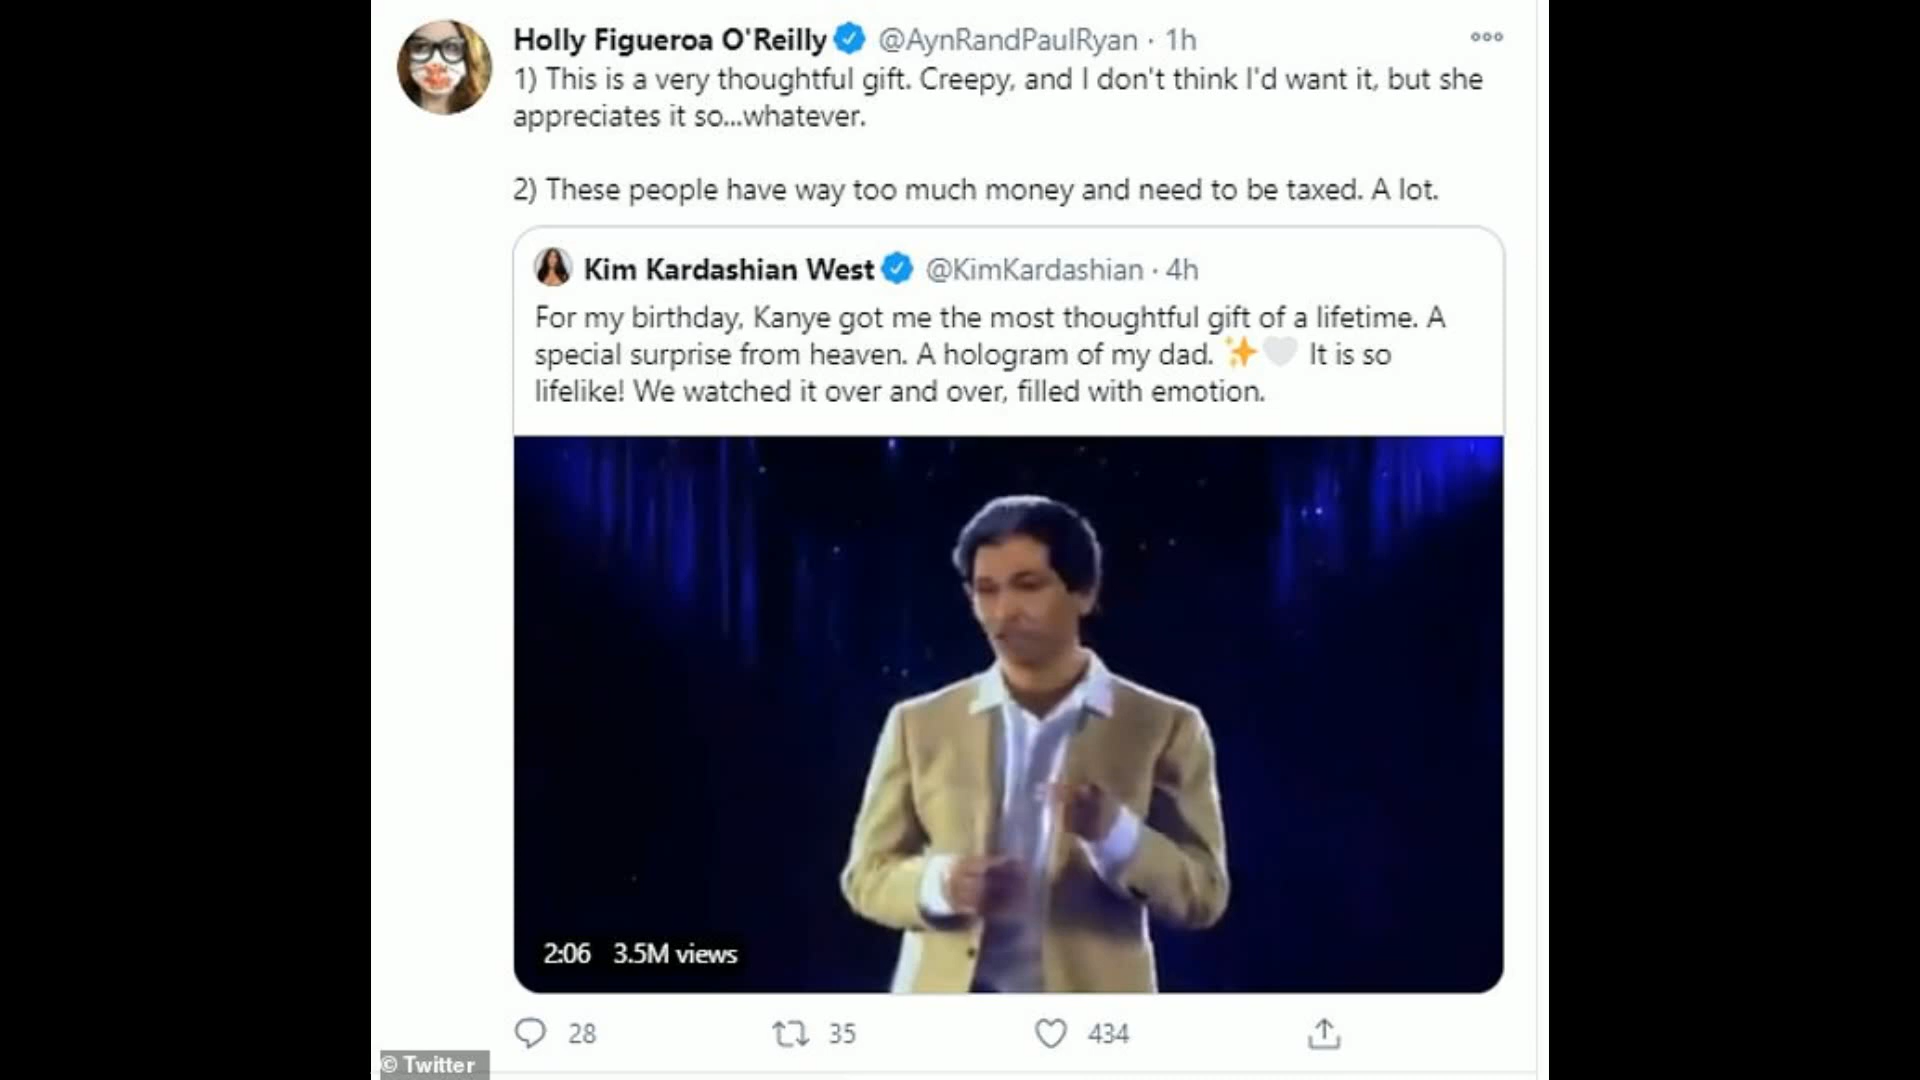 Holly Figueroa O'Reilly @AynRandPaulRyan · 1h
1) This is a very thoughtful gift. Creepy, and I don't think I'd want it, but she
appreciates it so...whatever.
2) These people have way too much money and need to be taxed. A lot.
Kim Kardashian West @KimKardashian · 4h
For my birthday, Kanye got me the most thoughtful gift of a lifetime. A
special surprise from heaven. A hologram of my dad. ✨🤍 It is so
lifelike! We watched it over and over, filled with emotion.
2:06 3.5M views
28 35 434
© Twitter